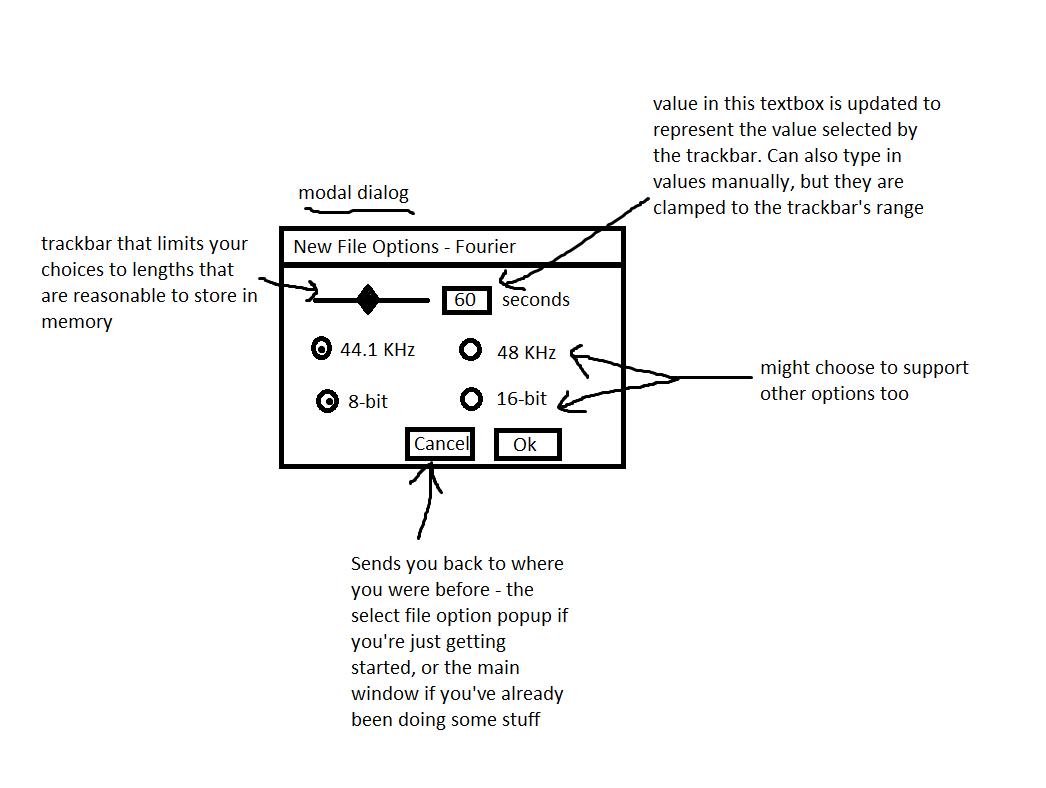 value in this textbox is updated to
represent the value selected by
the trackbar. Can also type in
values manually, but they are
clamped to the trackbar's range
modal dialog
trackbar that limits your
choices to lengths that
are reasonable to store in
memory
New File Options - Fourier
60 seconds
44.1 KHz 48 KHz
8-bit 16-bit
might choose to support
other options too
Cancel Ok
Sends you back to where
you were before - the
select file option popup if
you're just getting
started, or the main
window if you've already
been doing some stuff